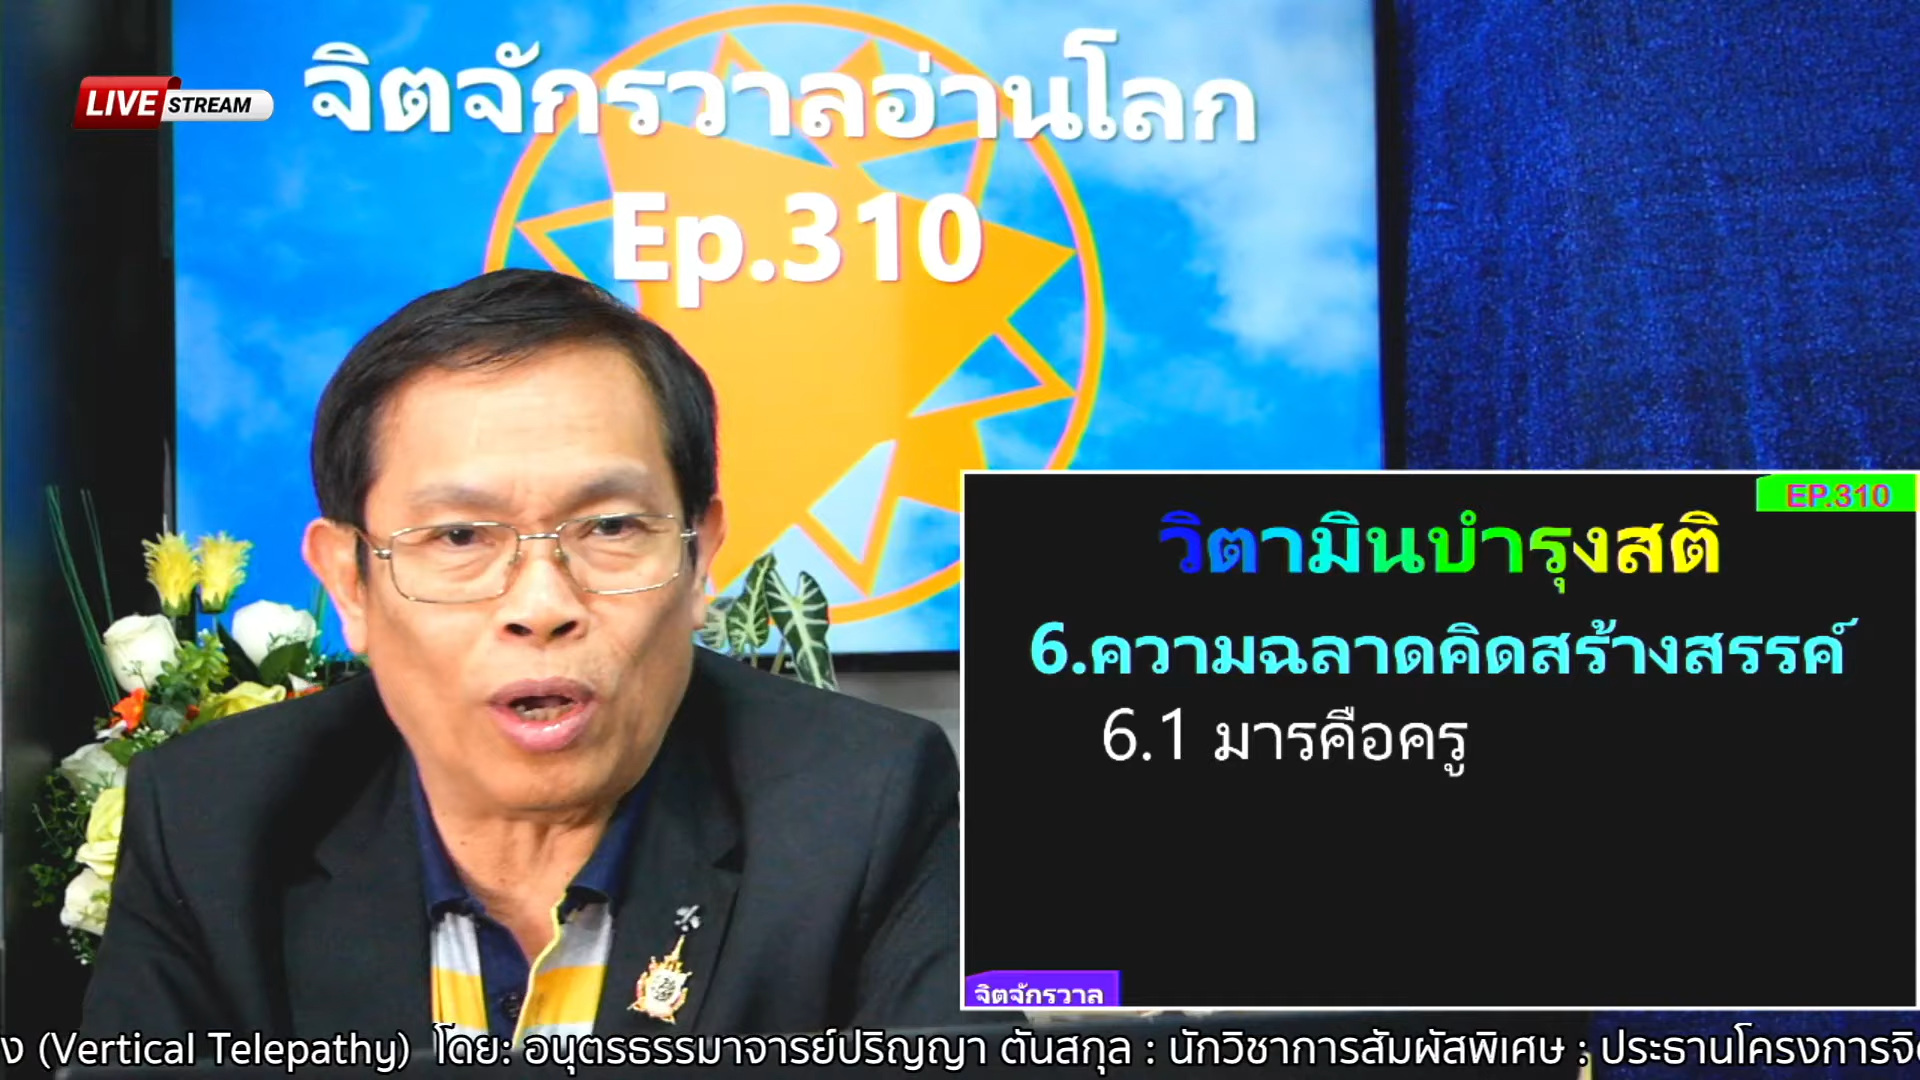 LIVE STREAM
จิตจักรวาลอ่านโลก
Ep.310
EP.310
วิตามินบำรุงสติ
6.ความฉลาดคิดสร้างสรรค์
6.1 มารคือครู
จิตจักรวาล
ง (Vertical Telepathy) โดย: อนุตรธรรมาจารย์ปริญญา ตันสกุล : นักวิชาการสัมผัสพิเศษ : ประธานโครงการจิต